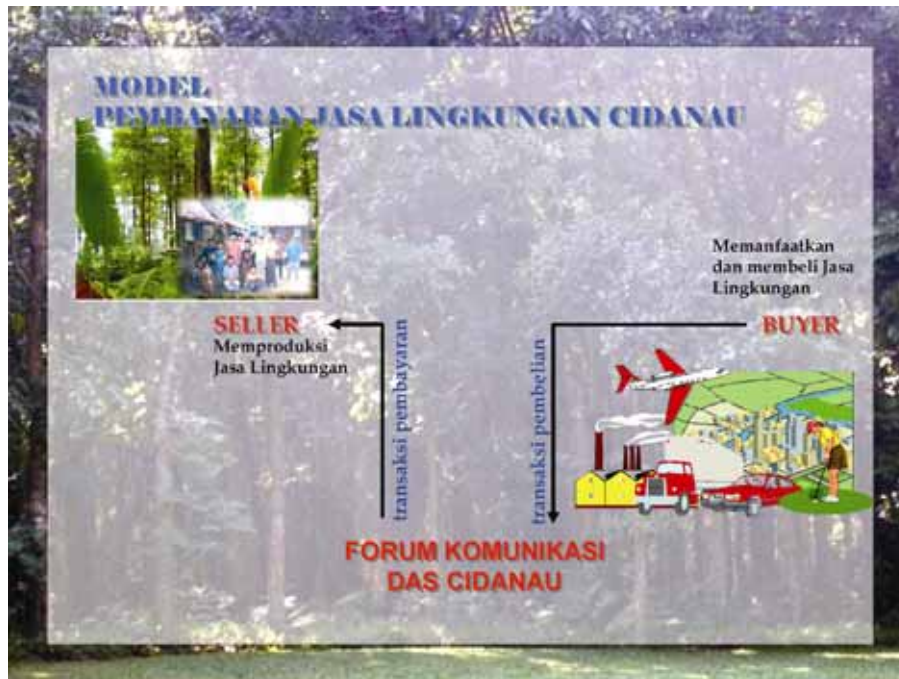 MODEL
PEMBAYARAN JASA LINGKUNGAN CIDANAU
Memanfaatkan
dan membeli Jasa
Lingkungan
SELLER
Memproduksi
Jasa Lingkungan
transaksi pembayaran
transaksi pembelian
BUYER
FORUM KOMUNIKASI
DAS CIDANAU